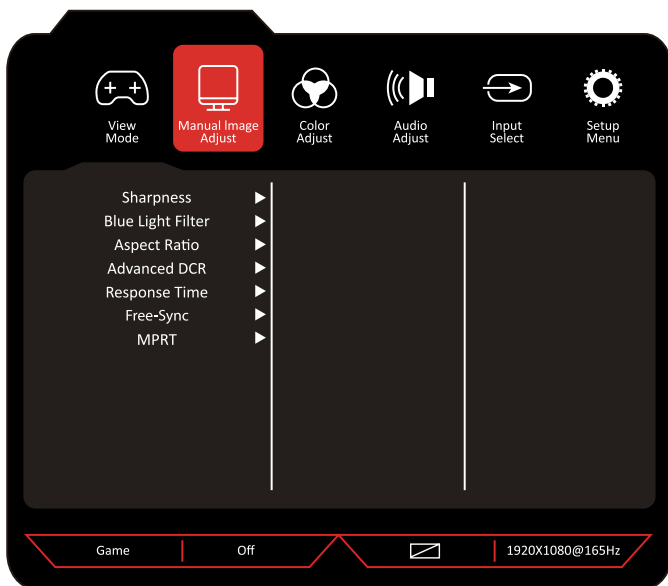 View
Mode
Manual Image
Adjust
Color
Adjust
Audio
Adjust
Input
Select
Setup
Menu
Sharpness
Blue Light Filter
Aspect Ratio
Advanced DCR
Response Time
Free-Sync
MPRT
Game
Off
1920X1080@165Hz